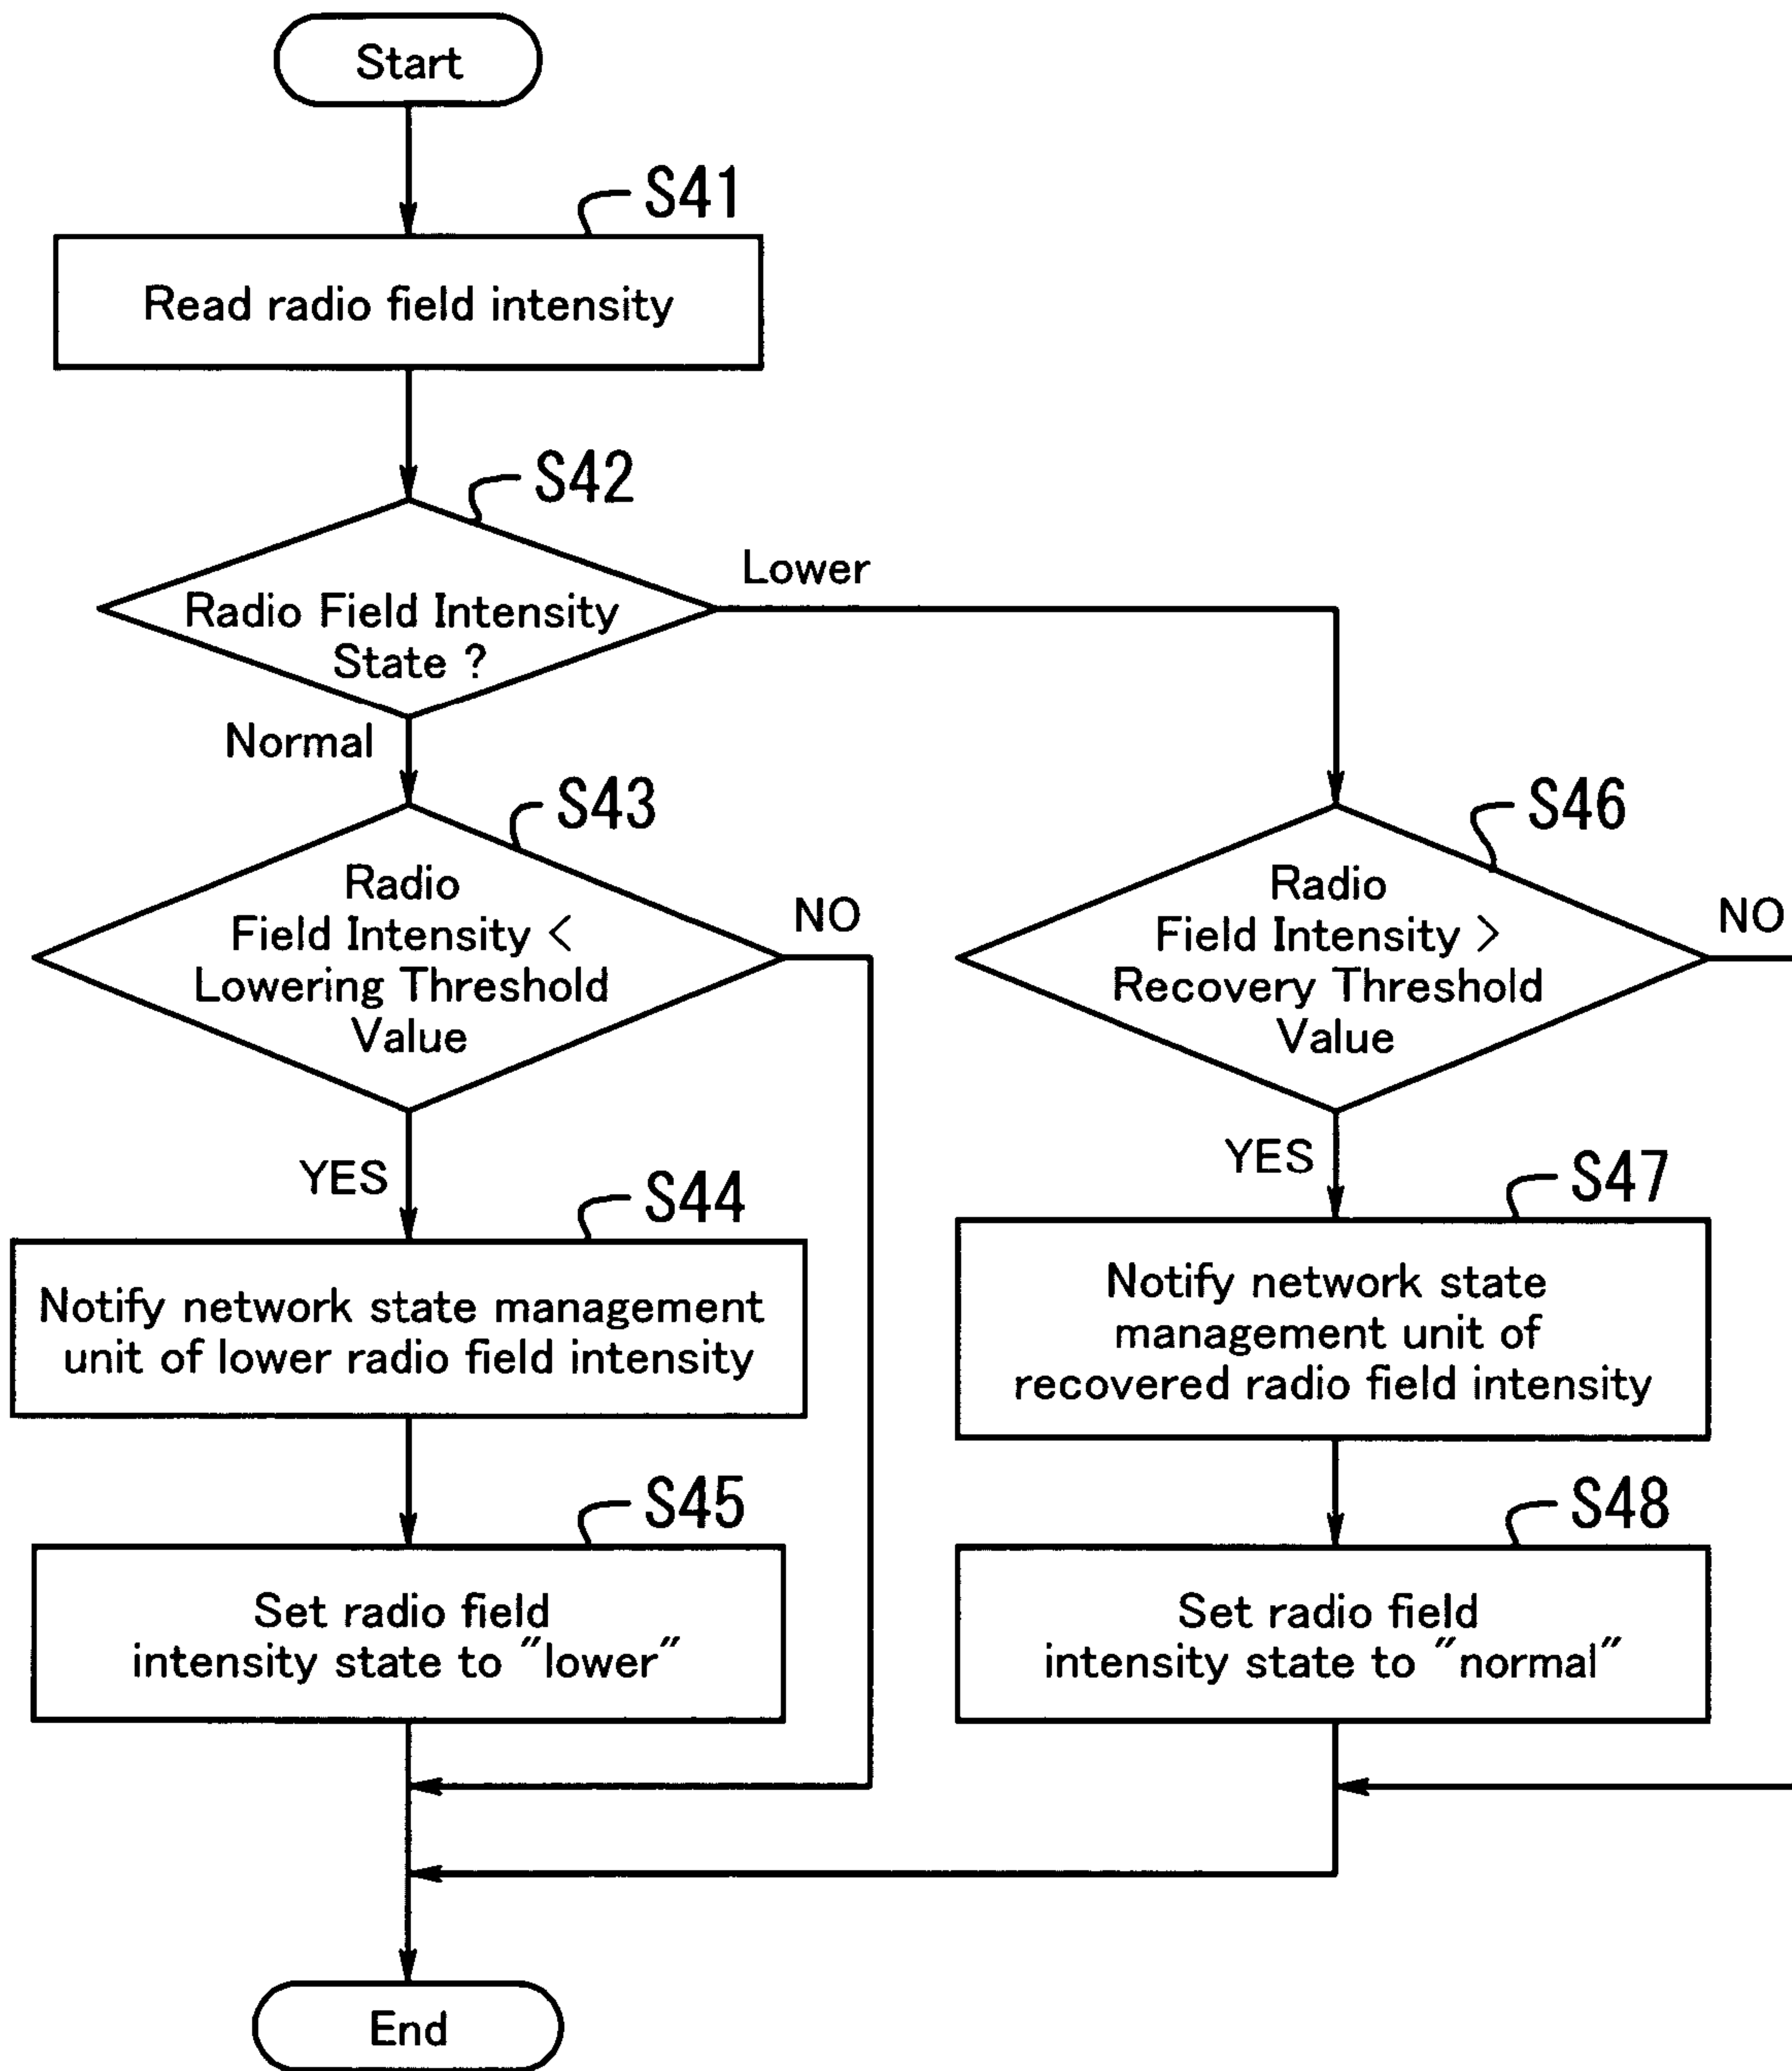 Start
S41
Read radio field intensity
S42
Radio Field Intensity
State ?
Lower
Normal
S43
Radio
Field Intensity <
Lowering Threshold
Value
NO
YES
S44
Notify network state management
unit of lower radio field intensity
S45
Set radio field
intensity state to "lower"
S46
Radio
Field Intensity >
Recovery Threshold
Value
NO
YES
S47
Notify network state
management unit of
recovered radio field intensity
S48
Set radio field
intensity state to "normal"
End